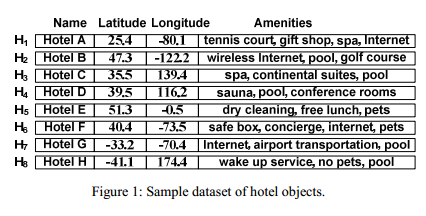 Name Latitude Longitude Amenities
H1 Hotel A 25.4 -80.1 tennis court, gift shop, spa, Internet
H2 Hotel B 47.3 -122.2 wireless Internet, pool, golf course
H3 Hotel C 35.5 139.4 spa, continental suites, pool
H4 Hotel D 39.5 116.2 sauna, pool, conference rooms
H5 Hotel E 51.3 -0.5 dry cleaning, free lunch, pets
H6 Hotel F 40.4 -73.5 safe box, concierge, internet, pets
H7 Hotel G -33.2 -70.4 Internet, airport transportation, pool
H8 Hotel H -41.1 174.4 wake up service, no pets, pool
Figure 1: Sample dataset of hotel objects.